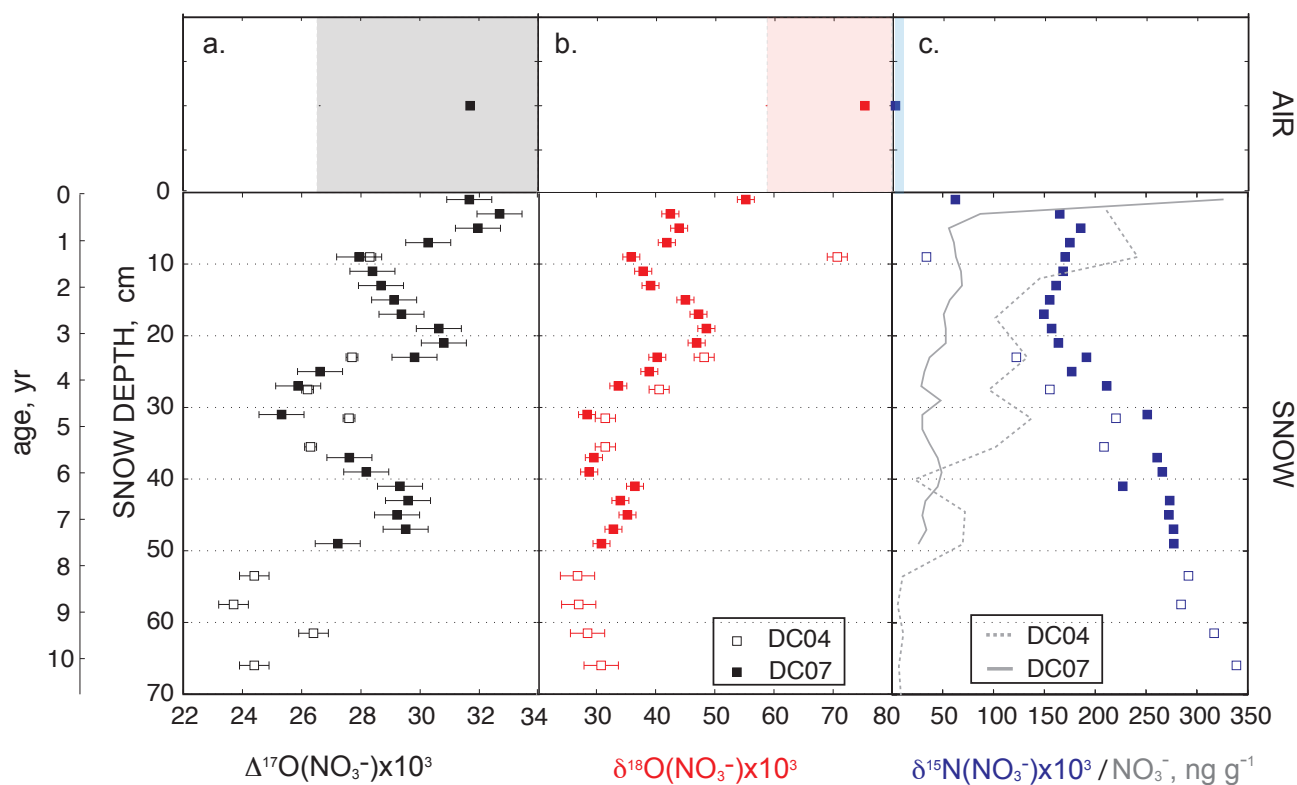 a.
b.
c.
AIR
0
0
1
2
3
4
5
6
7
8
9
10
age, yr
SNOW DEPTH, cm
10
20
30
40
50
60
70
SNOW
DC04
DC07
DC04
DC07
22 24 26 28 30 32 34
30 40 50 60 70 80
50 100 150 200 250 300 350
Δ¹⁷O(NO₃⁻)x10³
δ¹⁸O(NO₃⁻)x10³
δ¹⁵N(NO₃⁻)x10³ / NO₃⁻, ng g⁻¹